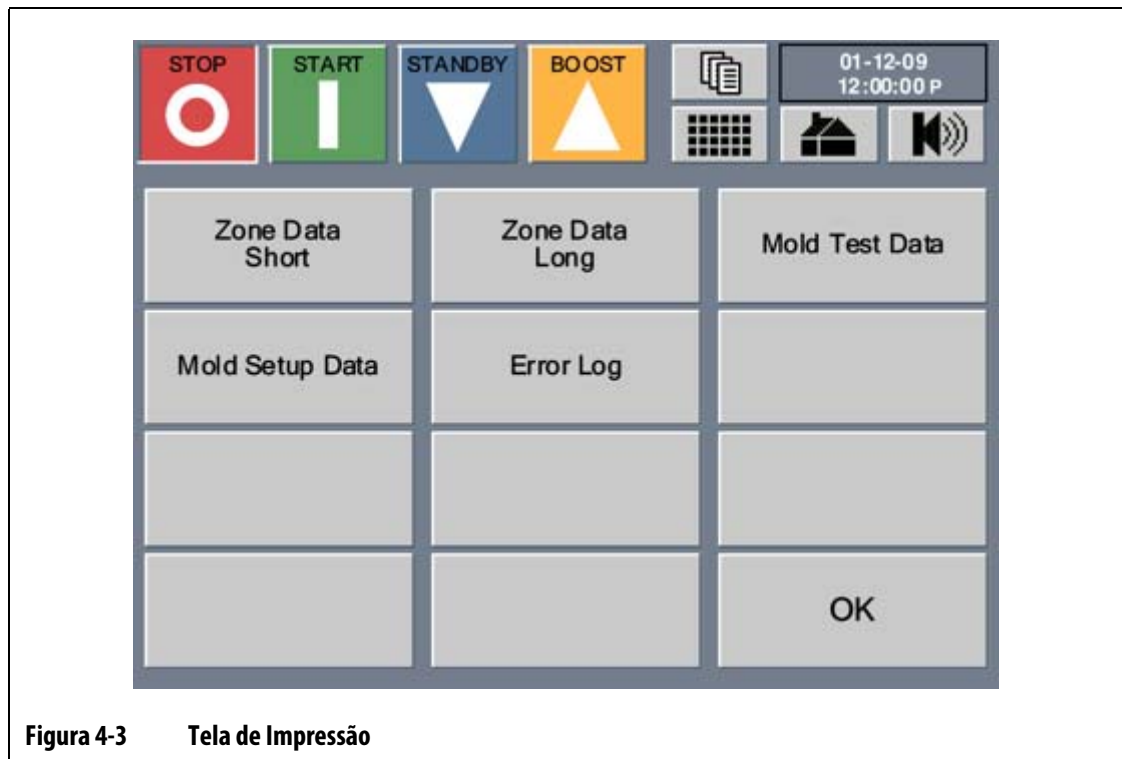 STOP START STANDBY BOOST
01-12-09
12:00:00 P
Zone Data
Short
Zone Data
Long
Mold Test Data
Mold Setup Data
Error Log
OK
Figura 4-3 Tela de Impressão